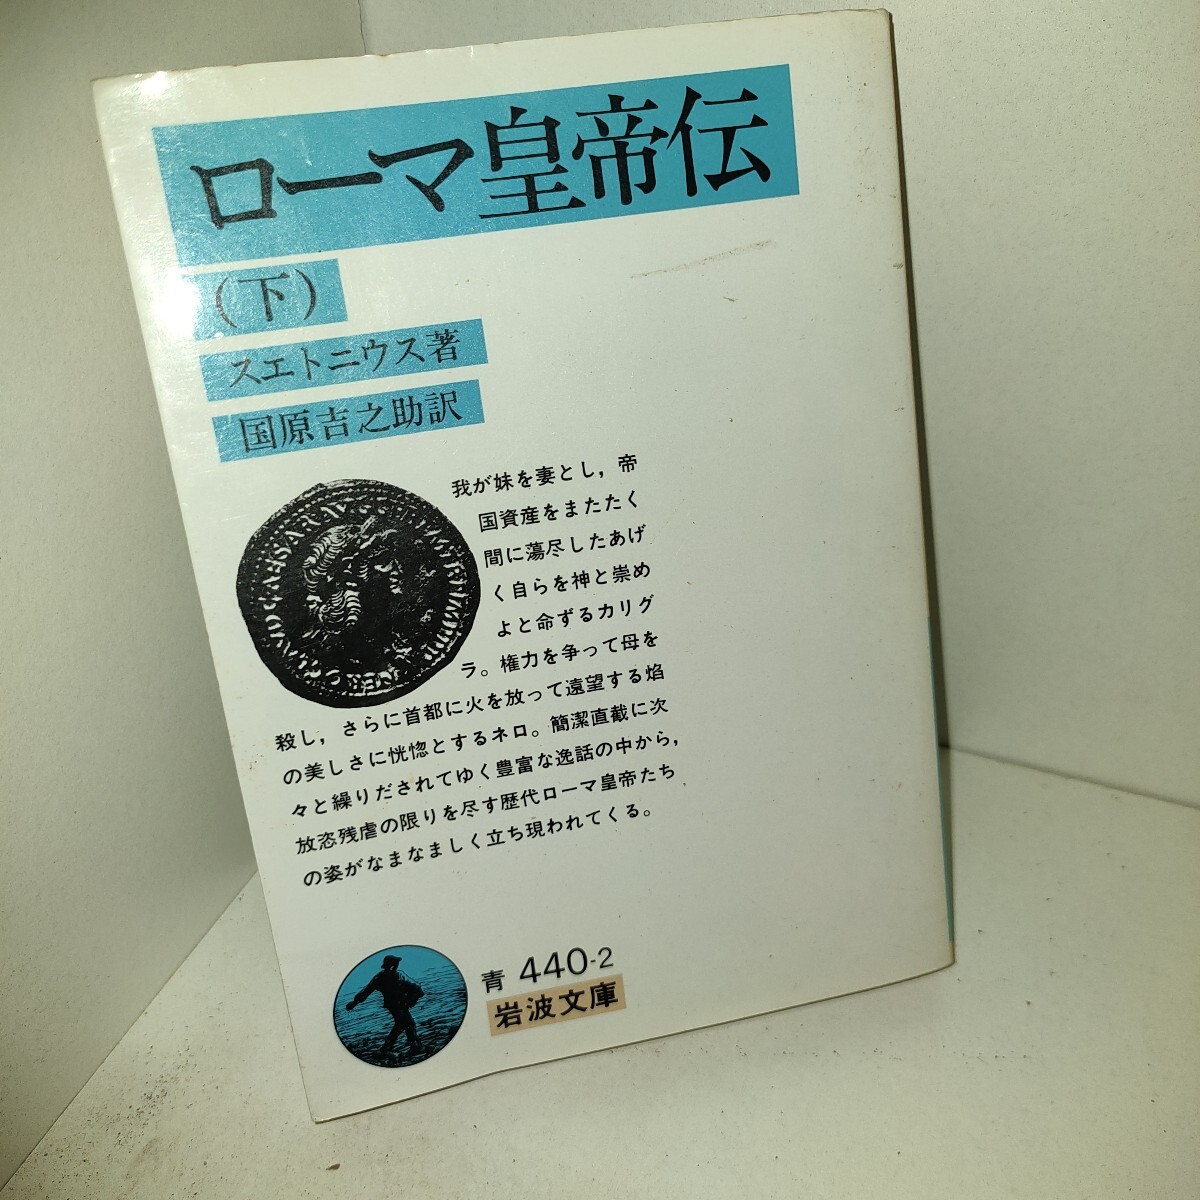 ローマ皇帝伝
(下)
スエトニウス著
国原吉之助訳
我が妹を妻とし，帝
国資産をまたたく
間に蕩尽したあげ
く自らを神と崇め
よと命ずるカリグ
ラ。権力を争って母を
殺し，さらに首都に火を放って遠望する焰
の美しさに恍惚とするネロ。簡潔直截に次
々と繰りだされてゆく豊富な逸話の中から，
放恣残虐の限りを尽す歴代ローマ皇帝たち
の姿がなまなましく立ち現われてくる。
青 440-2
岩波文庫